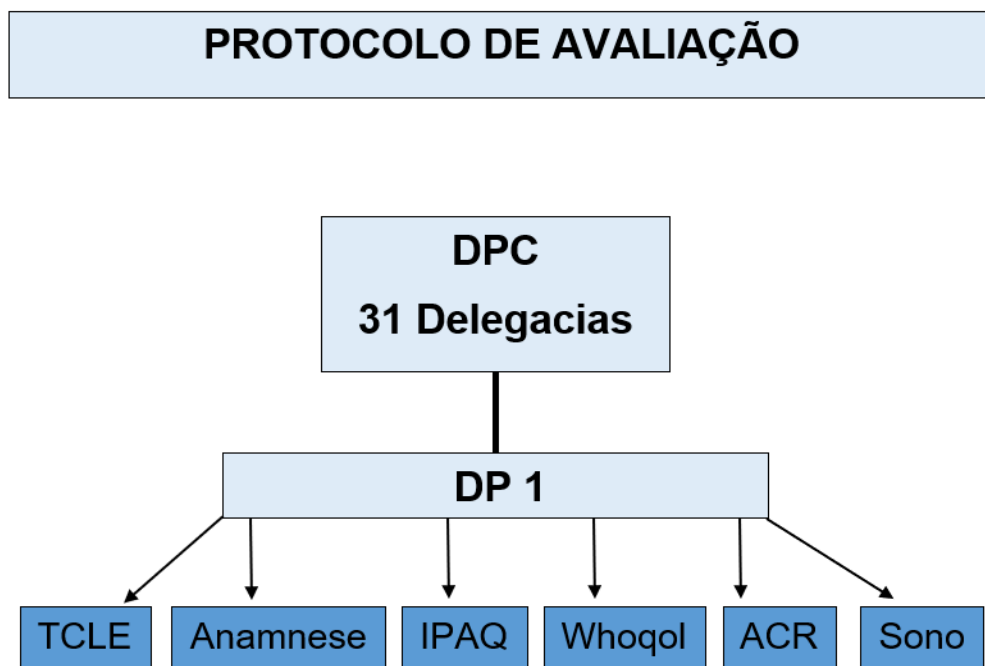 PROTOCOLO DE AVALIAÇÃO
DPC
31 Delegacias
DP 1
TCLE
Anamnese
IPAQ
Whoqol
ACR
Sono